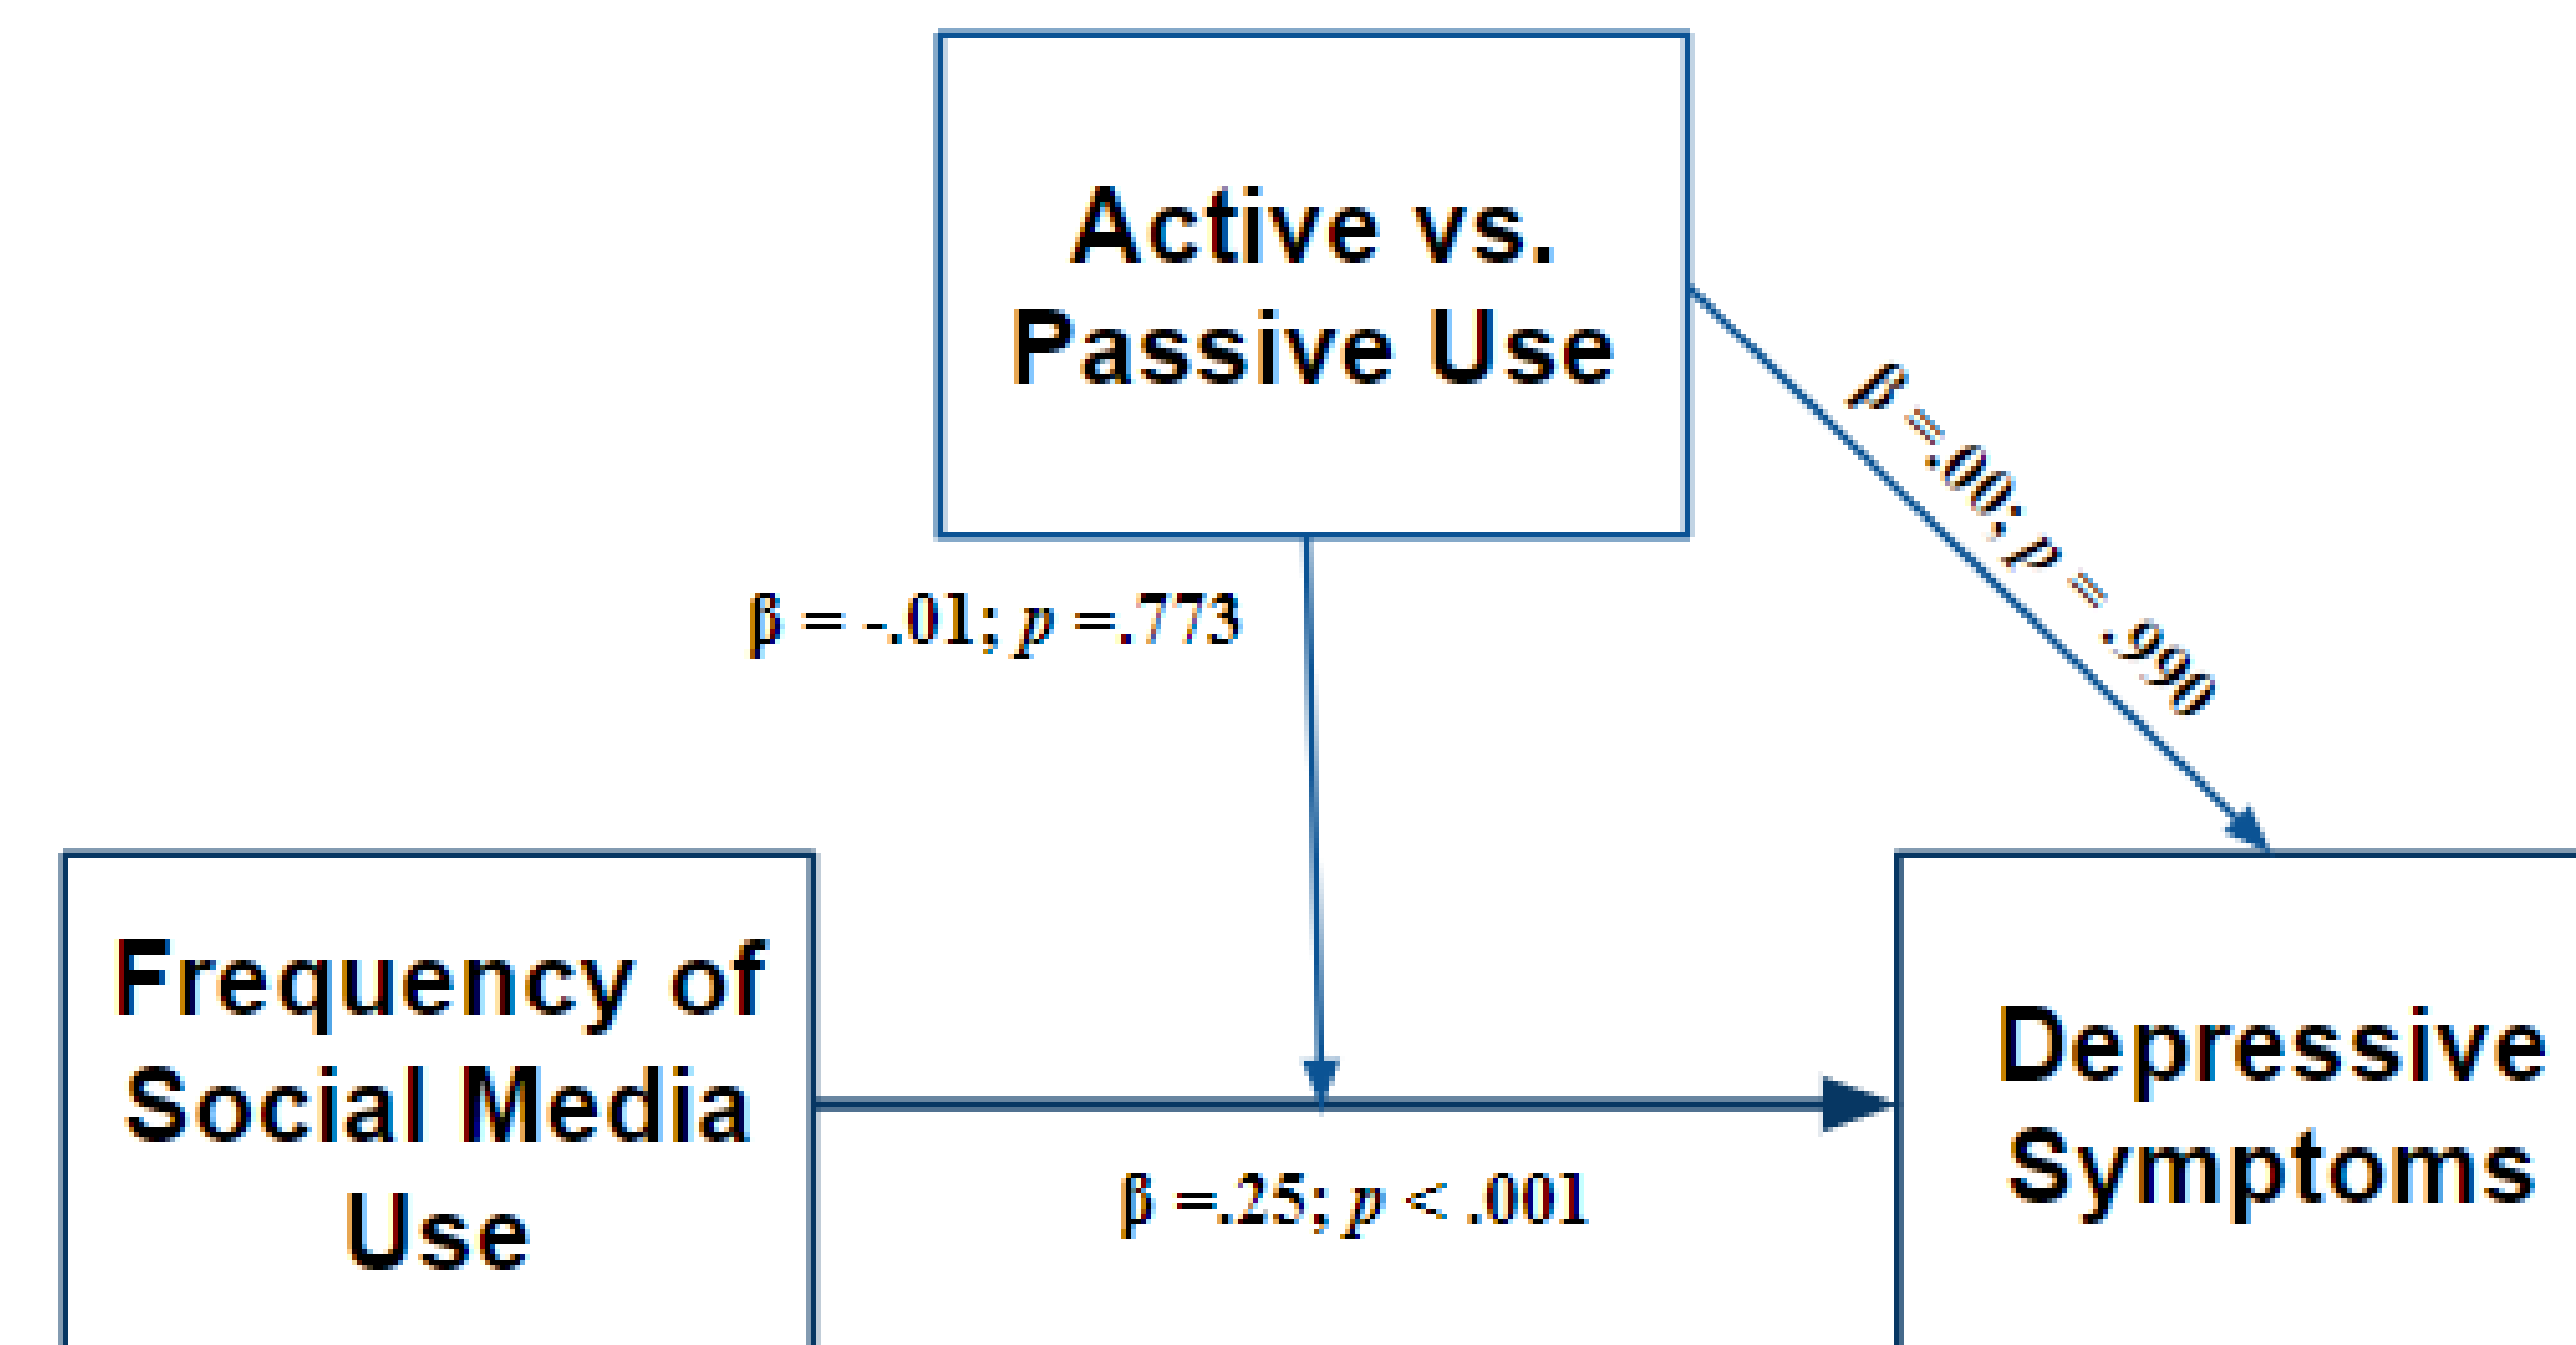 Active vs.
Passive Use
β =.00; p = .990
β = -.01; p =.773
Frequency of
Social Media
Use
Depressive
Symptoms
β =.25; p < .001